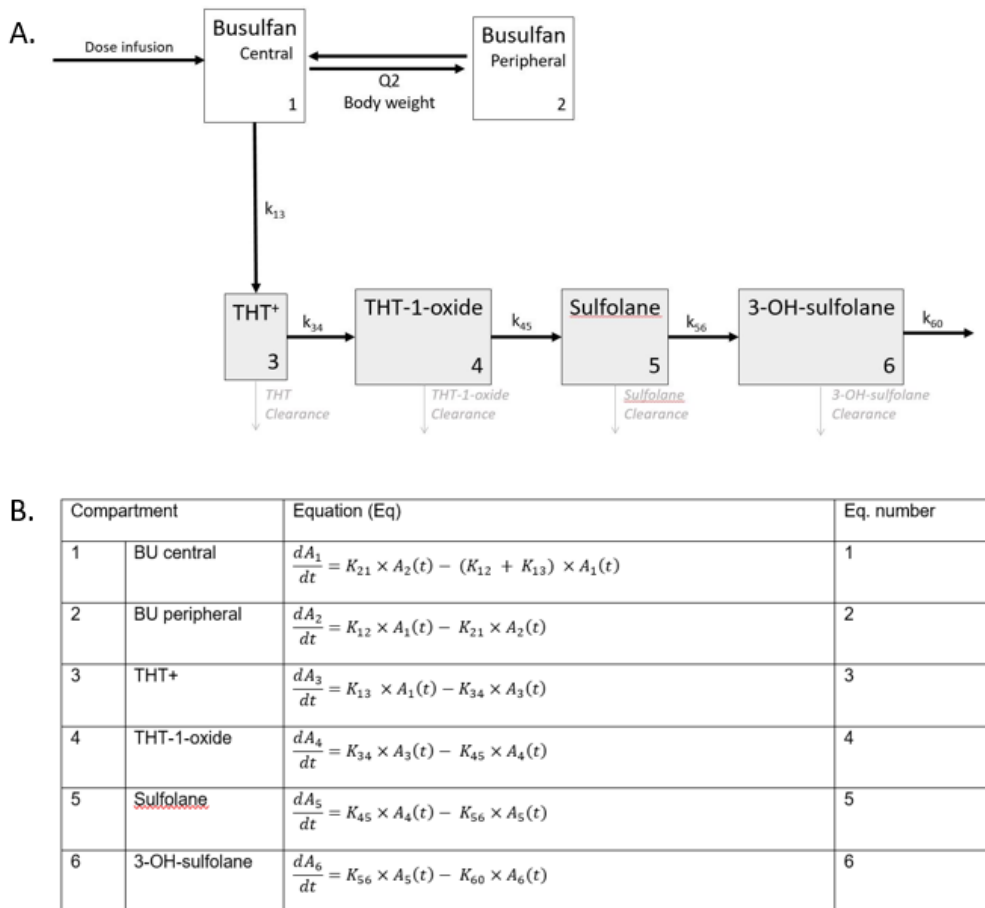 A.
Dose infusion
Busulfan
Central
1
Q2
Body weight
Busulfan
Peripheral
2
k₁₃
THT⁺
3
k₃₄
THT-1-oxide
4
k₄₅
Sulfolane
5
k₅₆
3-OH-sulfolane
6
k₆₀
THT
Clearance
THT-1-oxide
Clearance
Sulfolane
Clearance
3-OH-sulfolane
Clearance
B.
Compartment Equation (Eq) Eq. number
1 BU central dA₁/dt = K₂₁ × A₂(t) − (K₁₂ + K₁₃) × A₁(t) 1
2 BU peripheral dA₂/dt = K₁₂ × A₁(t) − K₂₁ × A₂(t) 2
3 THT+ dA₃/dt = K₁₃ × A₁(t) − K₃₄ × A₃(t) 3
4 THT-1-oxide dA₄/dt = K₃₄ × A₃(t) − K₄₅ × A₄(t) 4
5 Sulfolane dA₅/dt = K₄₅ × A₄(t) − K₅₆ × A₅(t) 5
6 3-OH-sulfolane dA₆/dt = K₅₆ × A₅(t) − K₆₀ × A₆(t) 6